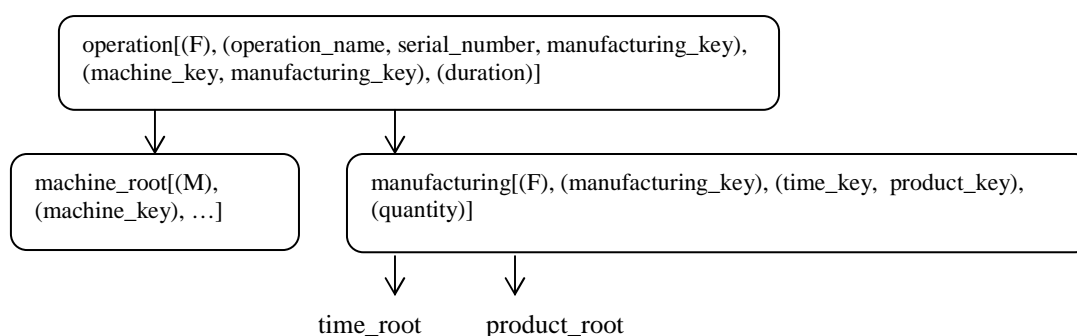 operation[(F), (operation_name, serial_number, manufacturing_key),
(machine_key, manufacturing_key), (duration)]
machine_root[(M),
(machine_key), …]
manufacturing[(F), (manufacturing_key), (time_key, product_key),
(quantity)]
time_root
product_root